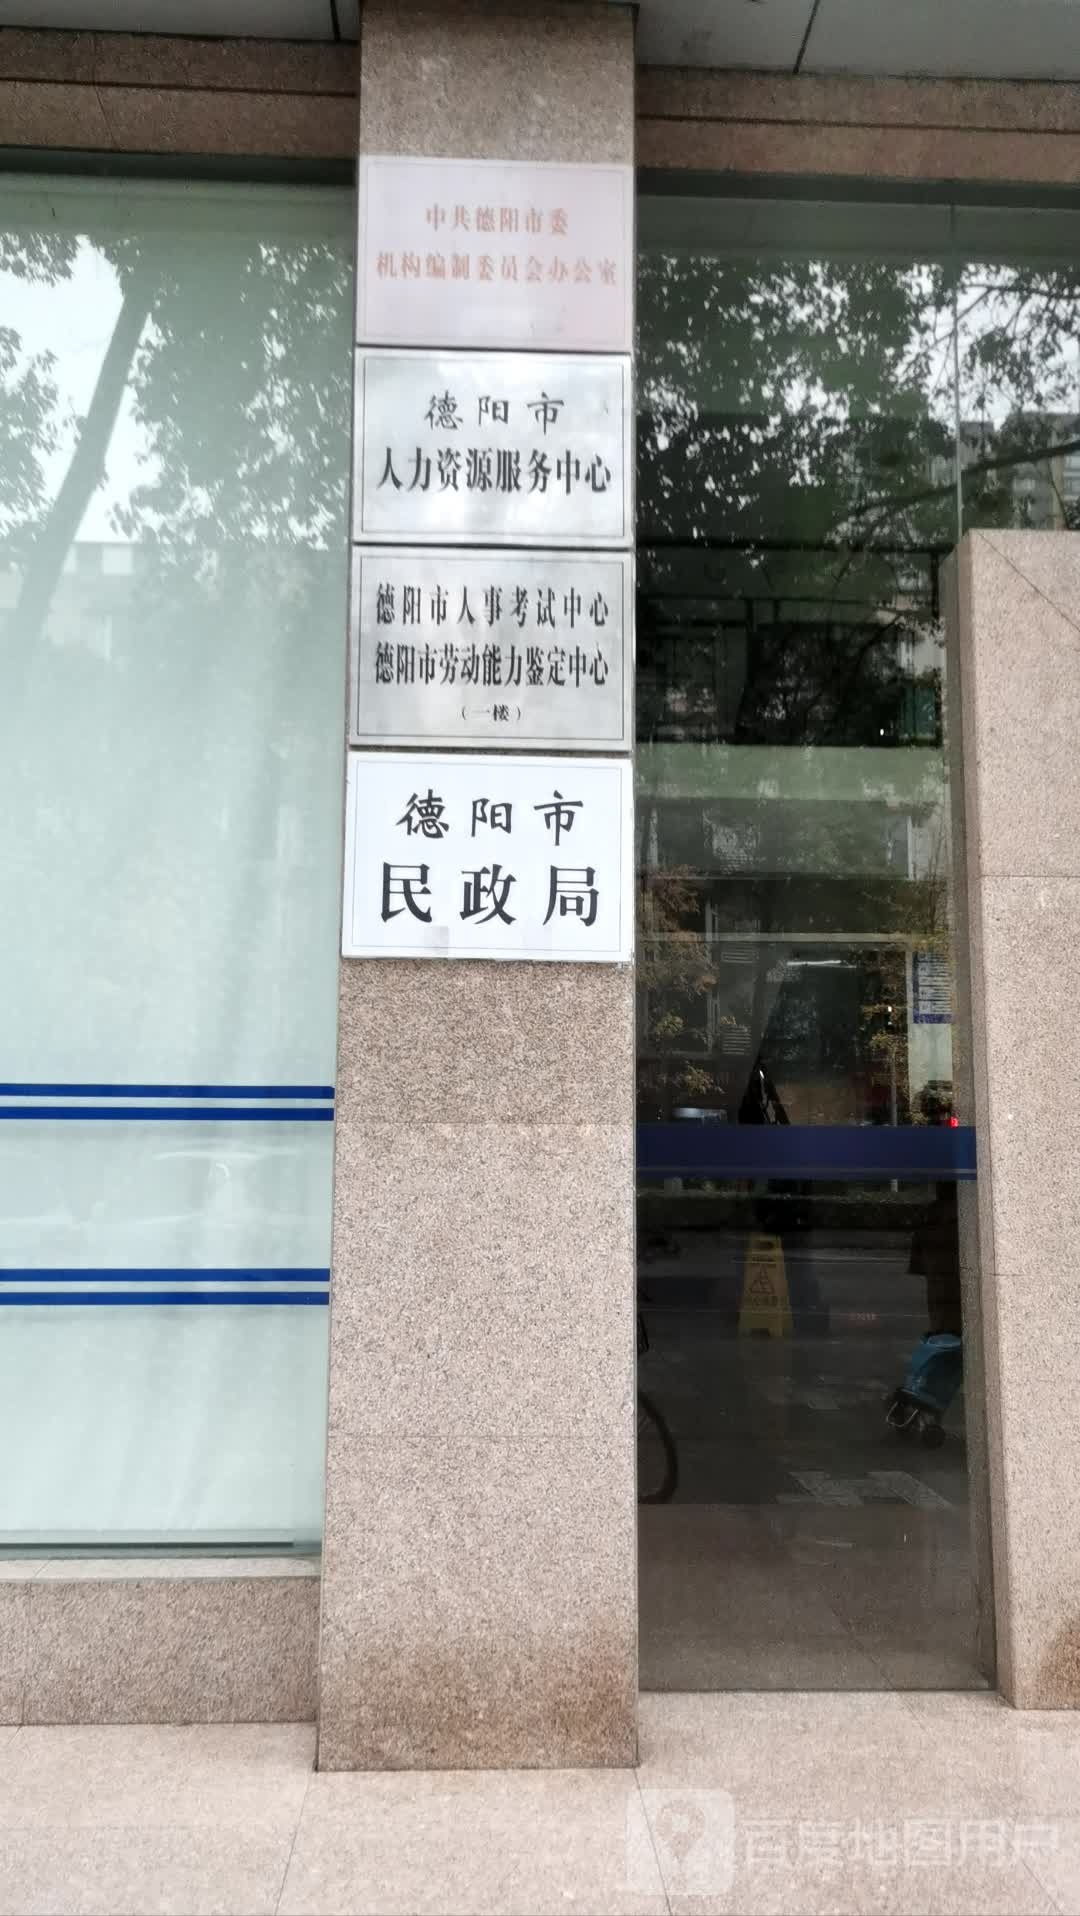 中共德阳市委
机构编制委员会办公室
德阳市
人力资源服务中心
德阳市人事考试中心
德阳市劳动能力鉴定中心
（一楼）
德阳市
民政局
百度地图用户